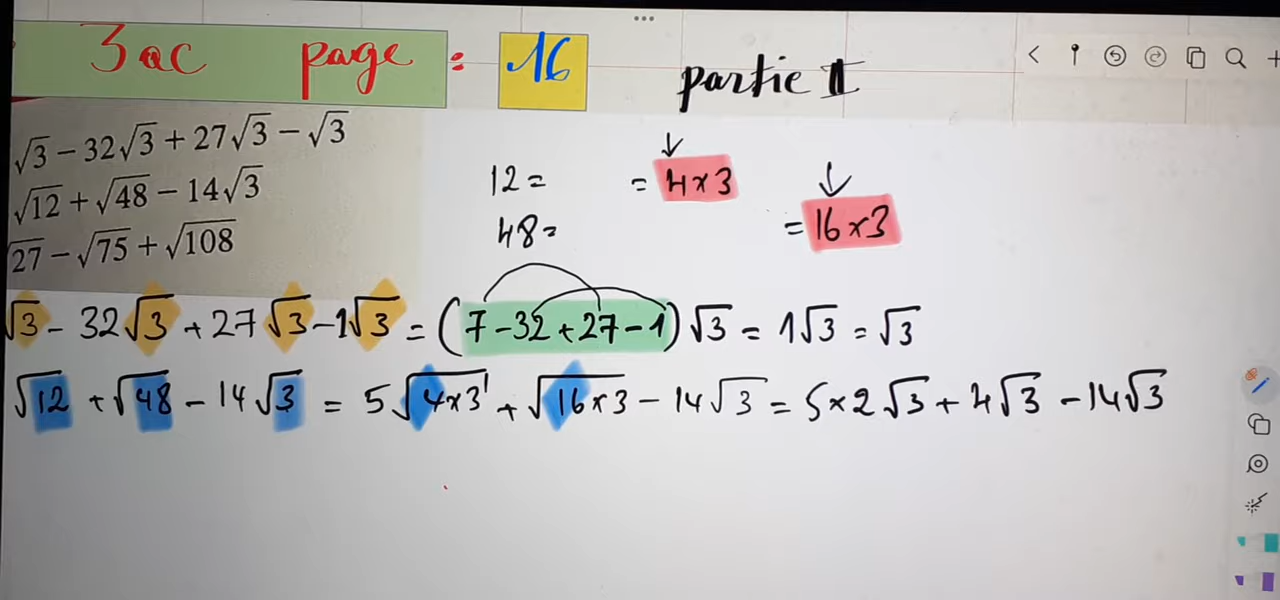 3ac page : 16 partie I
√3 − 32√3 + 27√3 − √3
√12 + √48 − 14√3
√27 − √75 + √108
12 = = 4×3
48 = = 16×3
√3 − 32√3 + 27√3 − 1√3 = (7 − 32 + 27 − 1)√3 = 1√3 = √3
√12 + √48 − 14√3 = 5√4×3 + √16×3 − 14√3 = 5×2√3 + 4√3 − 14√3